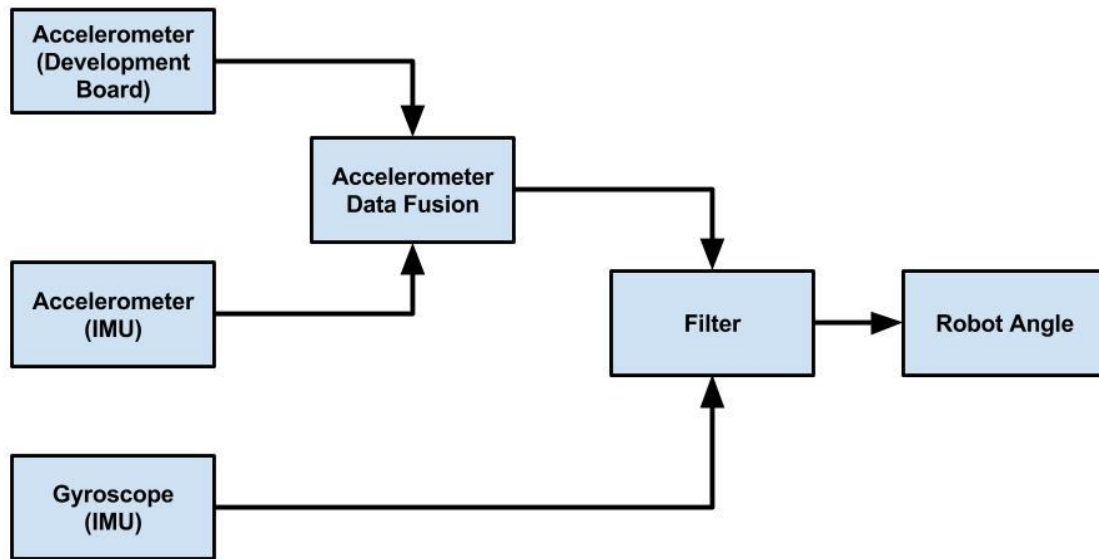 Accelerometer
(Development
Board)
Accelerometer
Data Fusion
Accelerometer
(IMU)
Filter
Robot Angle
Gyroscope
(IMU)